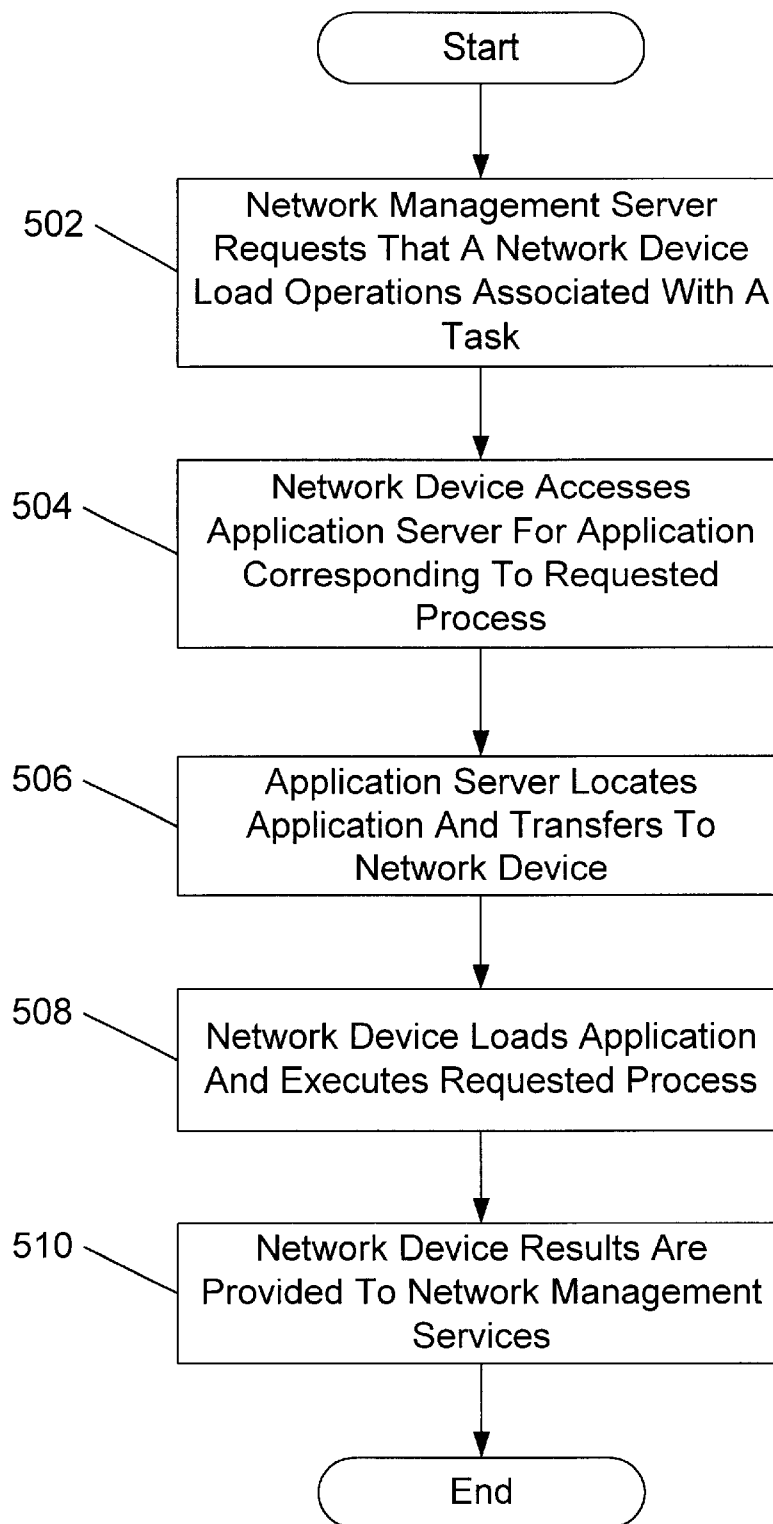 Start
502
Network Management Server
Requests That A Network Device
Load Operations Associated With A
Task
504
Network Device Accesses
Application Server For Application
Corresponding To Requested
Process
506
Application Server Locates
Application And Transfers To
Network Device
508
Network Device Loads Application
And Executes Requested Process
510
Network Device Results Are
Provided To Network Management
Services
End